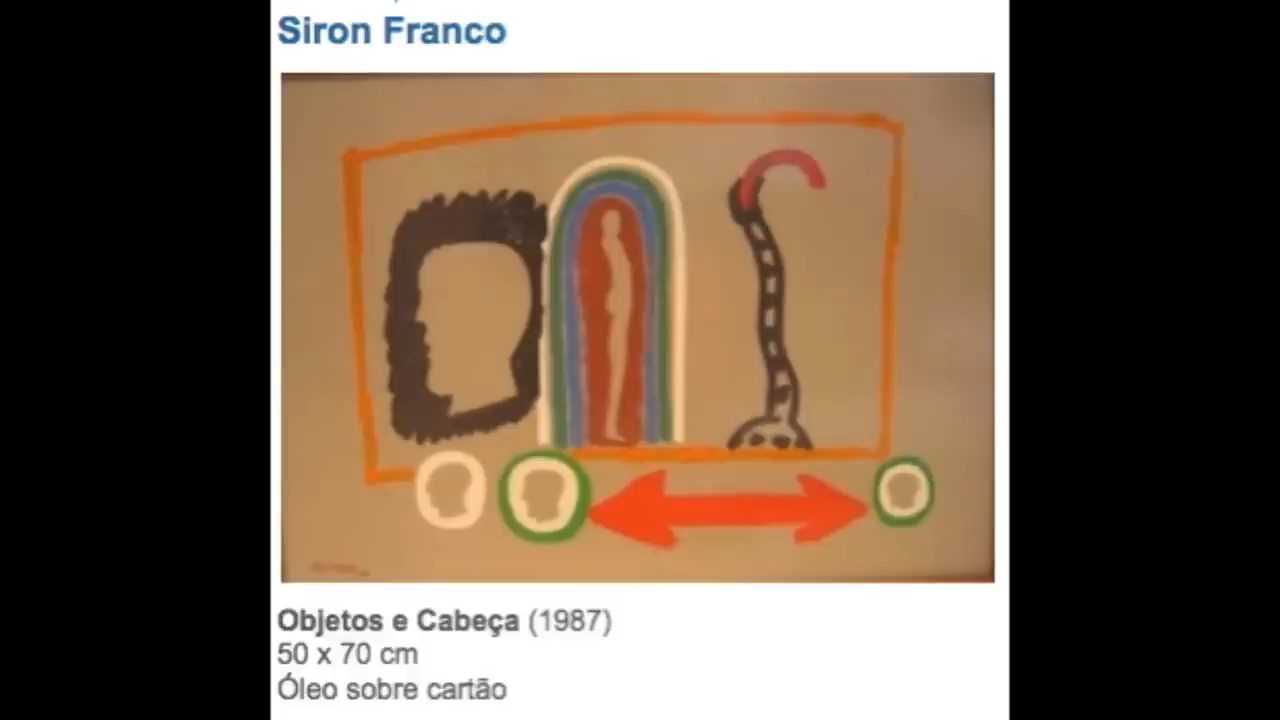 Siron Franco
Objetos e Cabeça (1987)
50 x 70 cm
Óleo sobre cartão